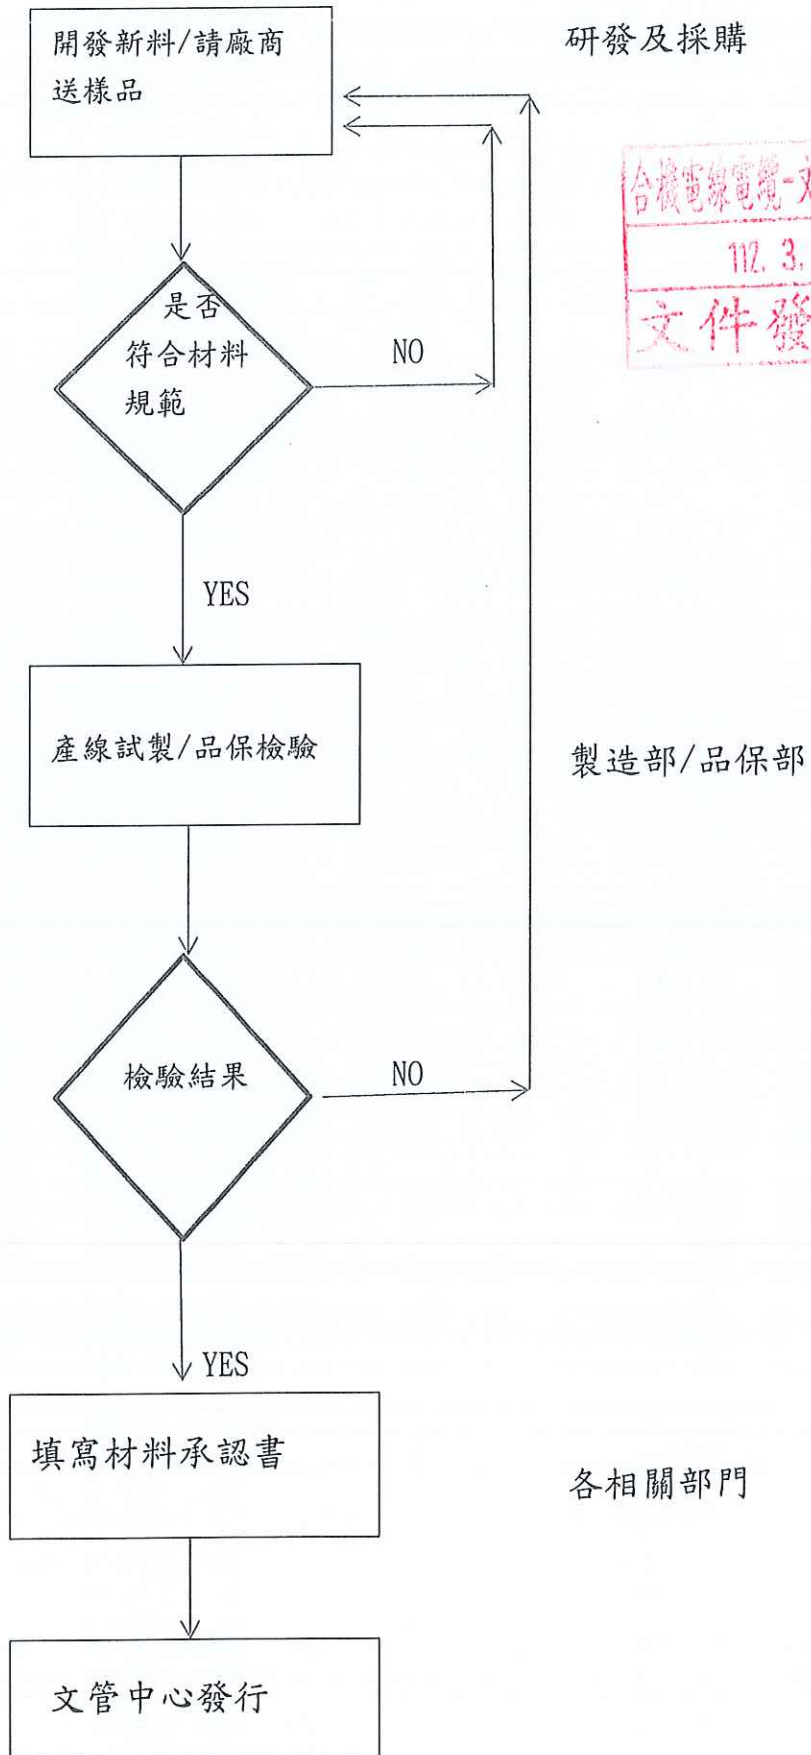 開發新料/請廠商
送樣品
研發及採購
合機電線電纜-文
112. 3.
文件發
是否
符合材料
規範
NO
YES
產線試製/品保檢驗
製造部/品保部
檢驗結果
NO
YES
填寫材料承認書
各相關部門
文管中心發行